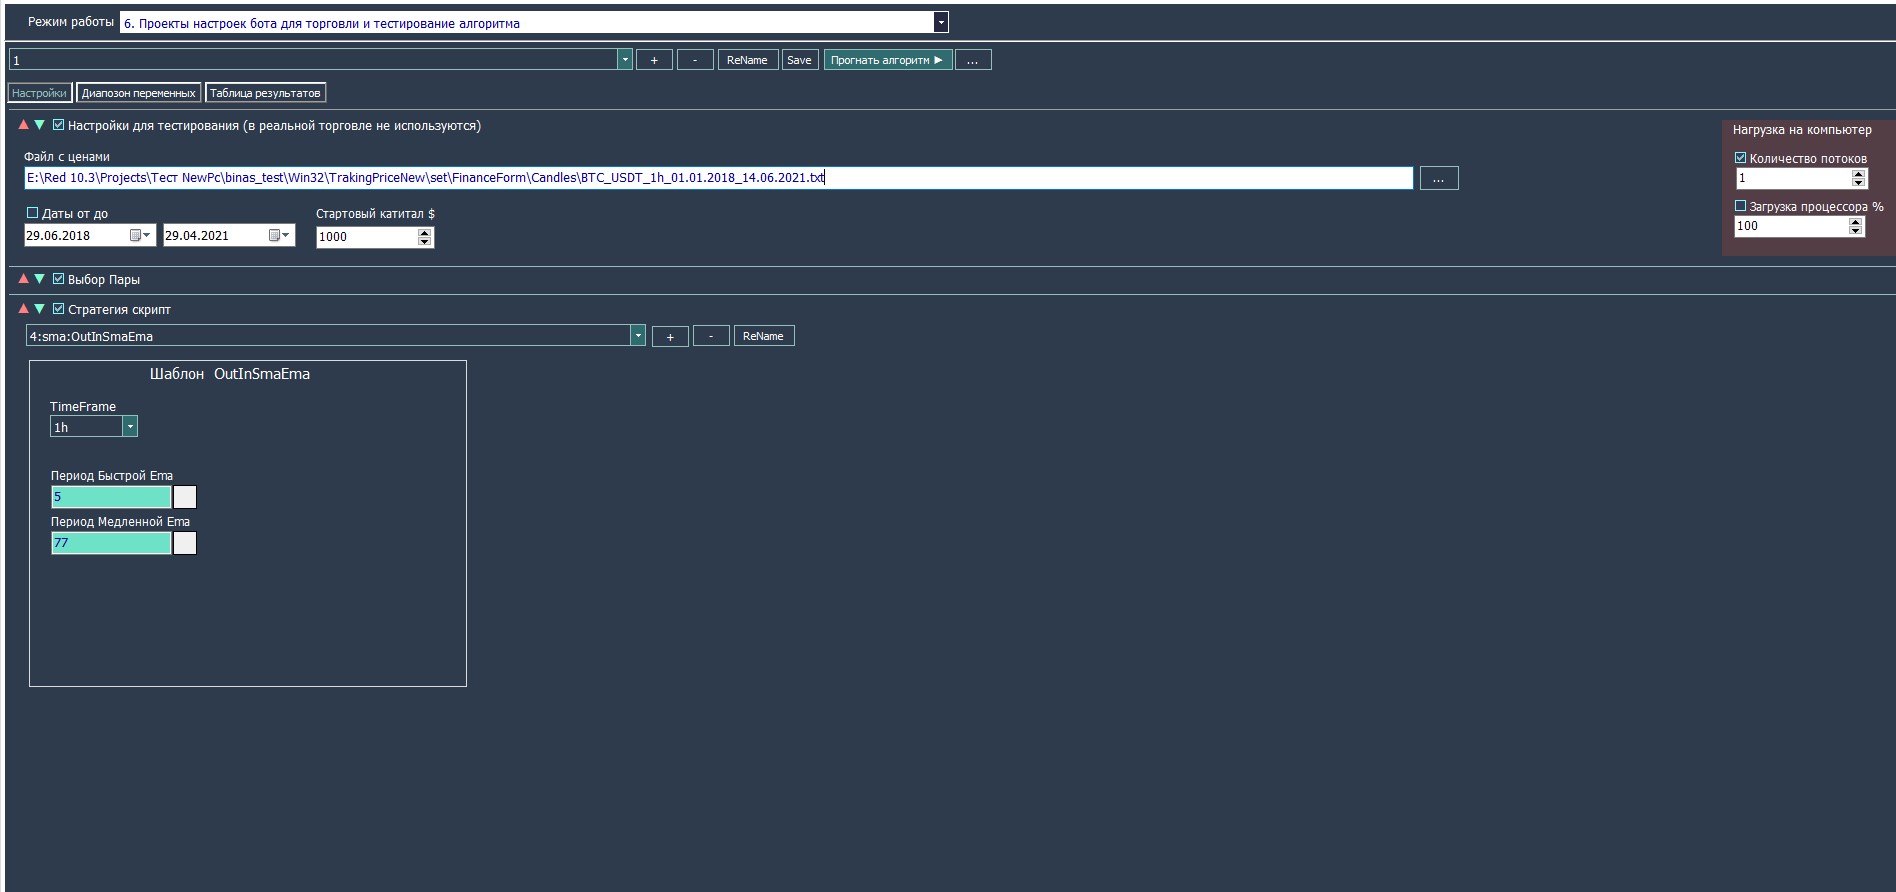 Режим работы 6. Проекты настроек бота для торговли и тестирование алгоритма
1 + - ReName Save Прогнать алгоритм ▶ ...
Настройки Диапозон переменных Таблица результатов
Настройки для тестирования (в реальной торговле не используются)
Файл с ценами
E:\Red 10.3\Projects\Тест NewPc\binas_test\Win32\TrakingPriceNew\set\FinanceForm\Candles\BTC_USDT_1h_01.01.2018_14.06.2021.txt ...
Даты от до
29.06.2018 29.04.2021
Стартовый катитал $
1000
Нагрузка на компьютер
Количество потоков
1
Загрузка процессора %
100
Выбор Пары
Стратегия скрипт
4:sma:OutInSmaEma + - ReName
Шаблон OutInSmaEma
TimeFrame
1h
Период Быстрой Ema
5
Период Медленной Ema
77